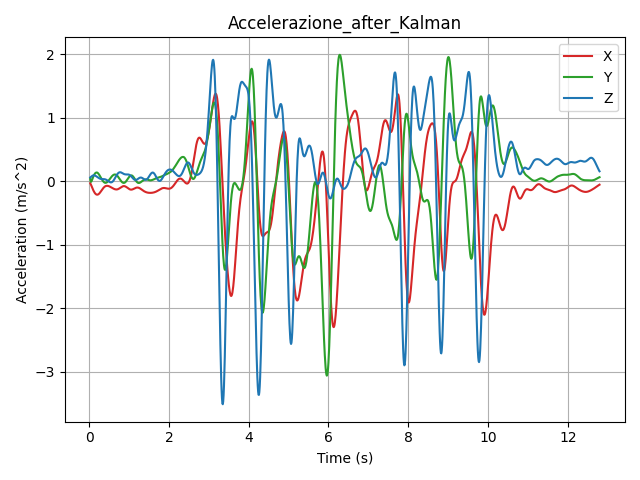 Accelerazione_after_Kalman
X
Y
Z
Acceleration (m/s^2)
2
1
0
−1
−2
−3
0 2 4 6 8 10 12
Time (s)